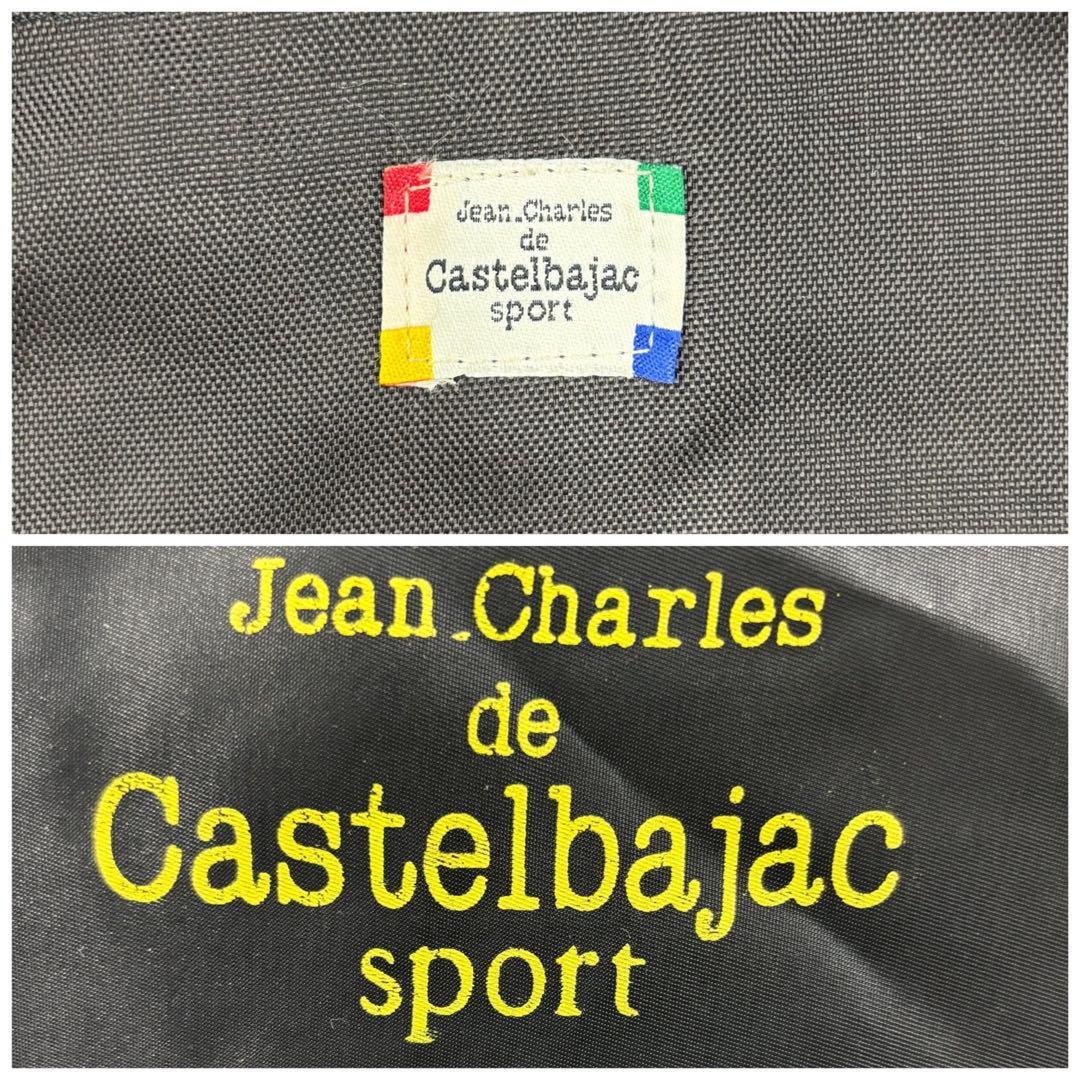 Jean.Charles
de
Castelbajac
sport
Jean.Charles
de
Castelbajac
sport